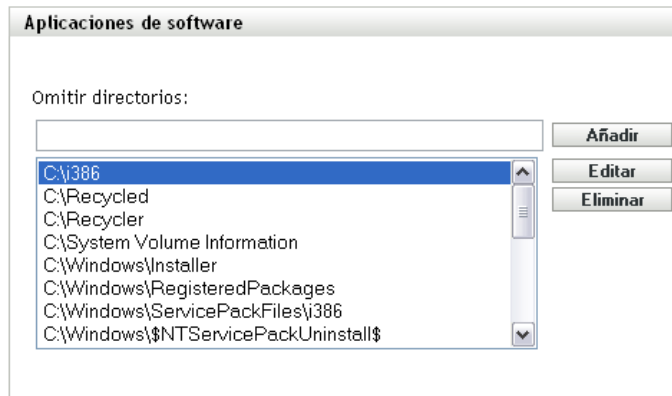 Aplicaciones de software
Omitir directorios:
Añadir
C:\i386
Editar
C:\Recycled
Eliminar
C:\Recycler
C:\System Volume Information
C:\Windows\Installer
C:\Windows\RegisteredPackages
C:\Windows\ServicePackFiles\i386
C:\Windows\$NTServicePackUninstall$